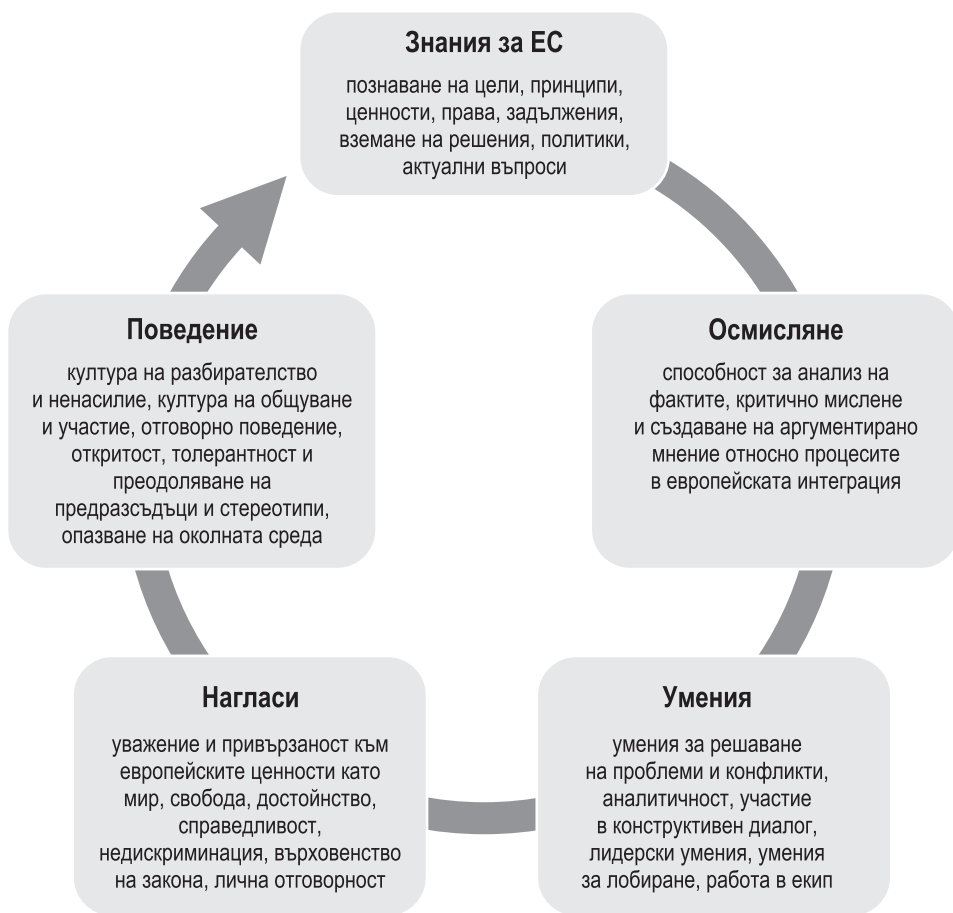 Знания за ЕС
познаване на цели, принципи,
ценности, права, задължения,
вземане на решения, политики,
актуални въпроси
Осмисляне
способност за анализ на
фактите, критично мислене
и създаване на аргументирано
мнение относно процесите
в европейската интеграция
Умения
умения за решаване
на проблеми и конфликти,
аналитичност, участие
в конструктивен диалог,
лидерски умения, умения
за лобиране, работа в екип
Нагласи
уважение и привързаност към
европейските ценности като
мир, свобода, достойнство,
справедливост,
недискриминация, върховенство
на закона, лична отговорност
Поведение
култура на разбирателство
и ненасилие, култура на общуване
и участие, отговорно поведение,
откритост, толерантност и
преодоляване на
предразсъдъци и стереотипи,
опазване на околната среда